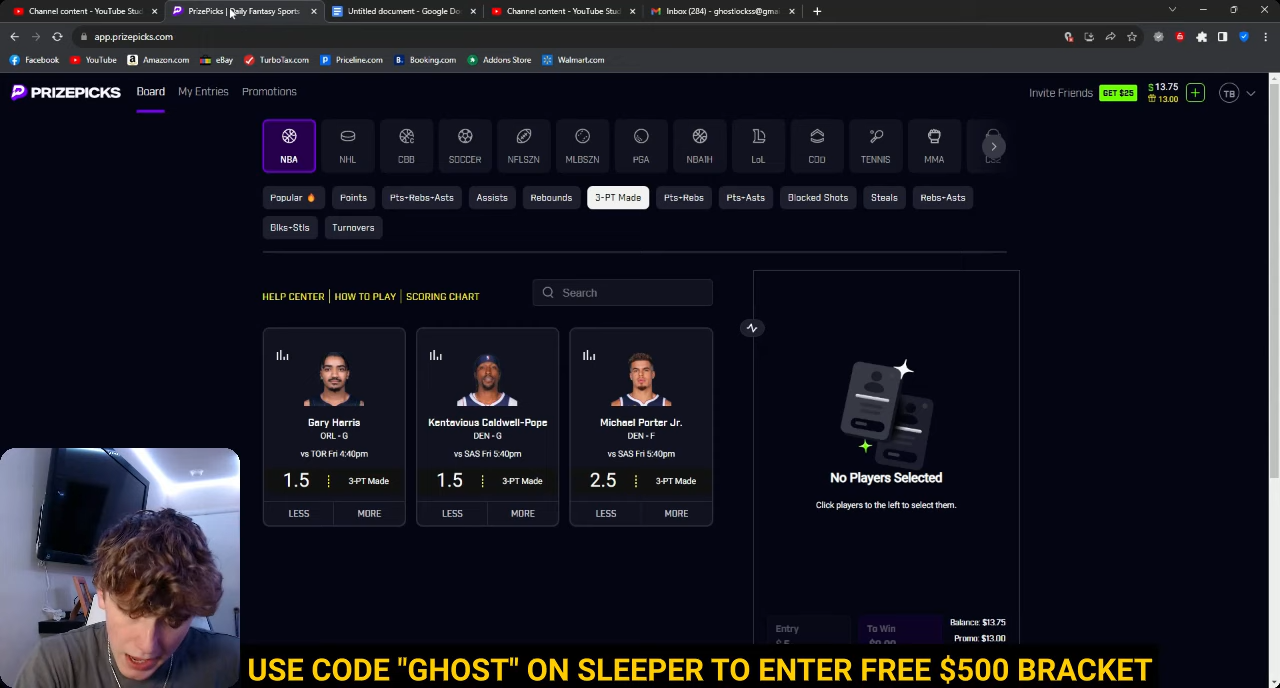 Channel content - YouTube Stud
PrizePicks | Daily Fantasy Sports
Untitled document - Google Do
Channel content - YouTube Stud
Inbox (284) - ghostlockss@gmai
app.prizepicks.com
Facebook
YouTube
Amazon.com
eBay
TurboTax.com
Priceline.com
Booking.com
Addons Store
Walmart.com
PRIZEPICKS
Board
My Entries
Promotions
Invite Friends
GET $25
$ 13.75
13.00
TB
NBA
NHL
CBB
SOCCER
NFLSZN
MLBSZN
PGA
NBA1H
LoL
COD
TENNIS
MMA
Popular
Points
Pts+Rebs+Asts
Assists
Rebounds
3-PT Made
Pts+Rebs
Pts+Asts
Blocked Shots
Steals
Rebs+Asts
Blks+Stls
Turnovers
HELP CENTER
HOW TO PLAY
SCORING CHART
Search
Gary Harris
ORL - G
vs TOR Fri 4:40pm
1.5
3-PT Made
LESS
MORE
Kentavious Caldwell-Pope
DEN - G
vs SAS Fri 5:40pm
1.5
3-PT Made
LESS
MORE
Michael Porter Jr.
DEN - F
vs SAS Fri 5:40pm
2.5
3-PT Made
LESS
MORE
No Players Selected
Click players to the left to select them.
Entry
To Win
Balance: $13.75
Promo: $13.00
USE CODE "GHOST" ON SLEEPER TO ENTER FREE $500 BRACKET